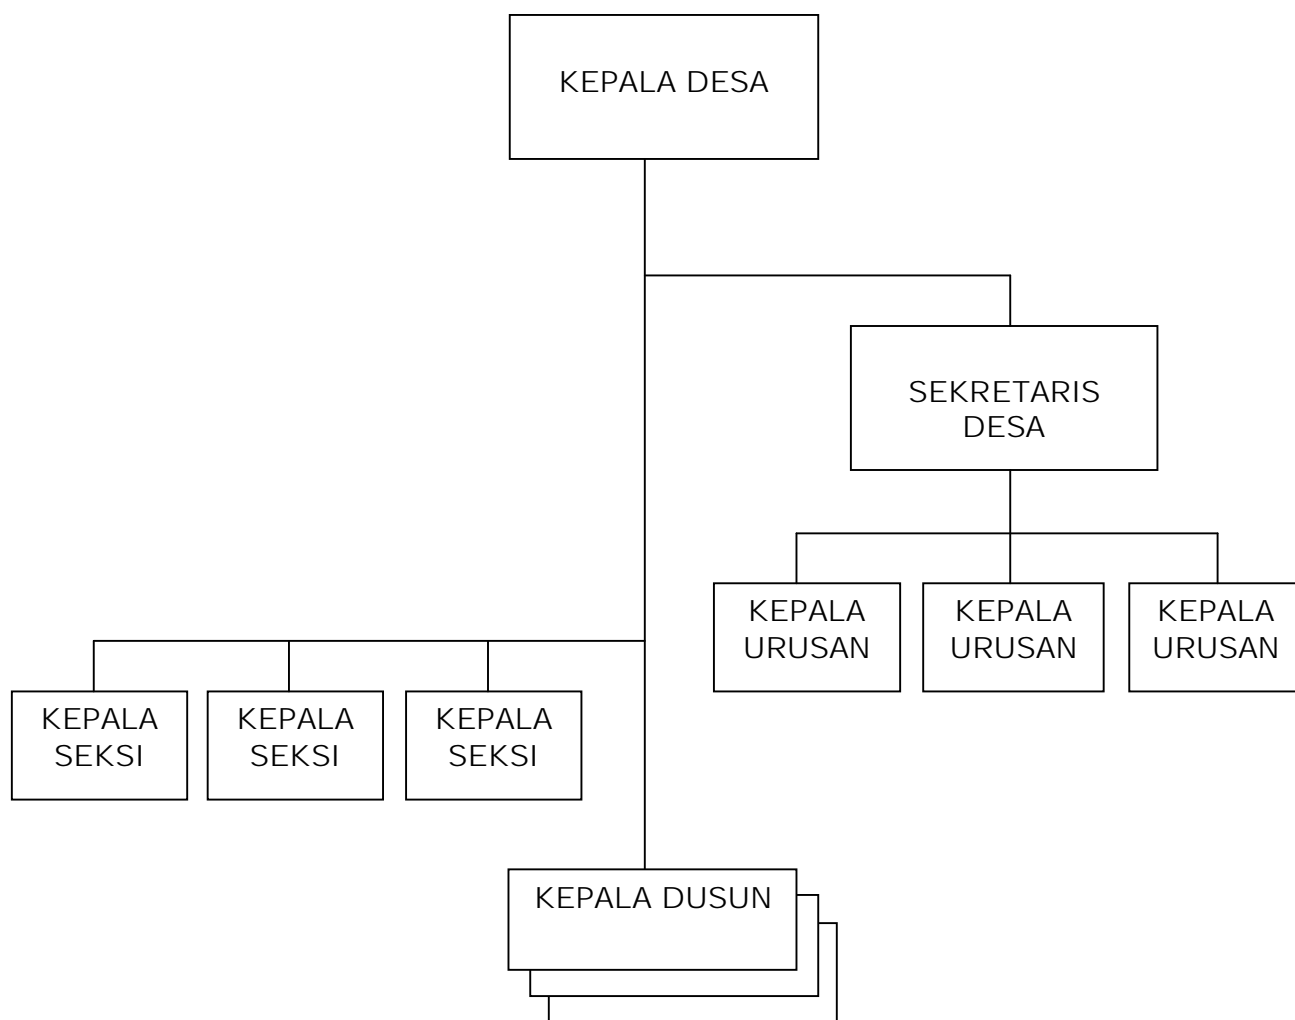 KEPALA DESA
SEKRETARIS
DESA
KEPALA
URUSAN
KEPALA
URUSAN
KEPALA
URUSAN
KEPALA
SEKSI
KEPALA
SEKSI
KEPALA
SEKSI
KEPALA DUSUN